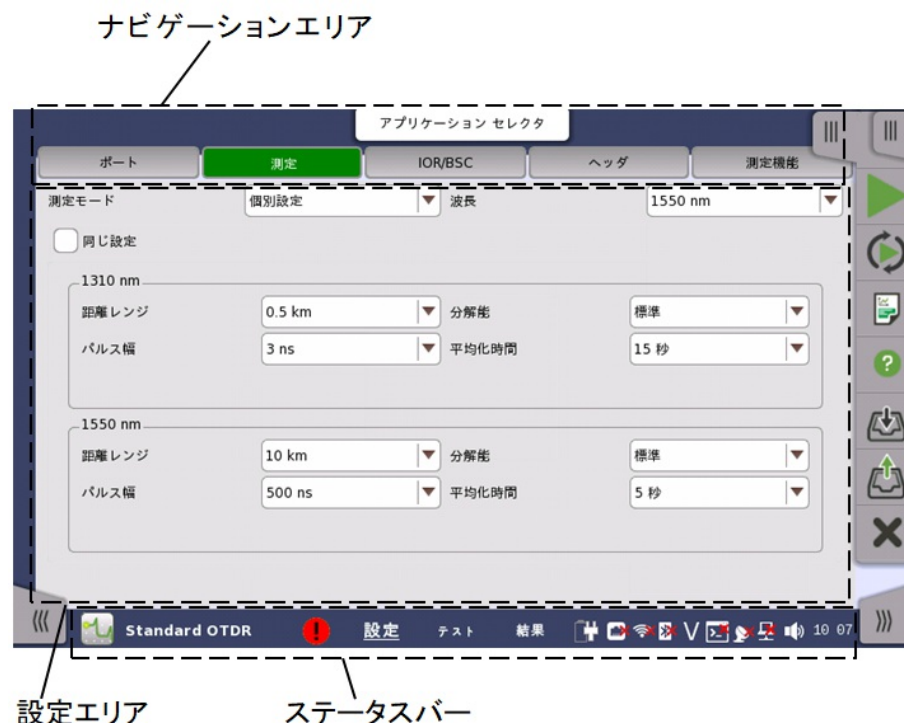 ナビゲーションエリア
アプリケーション セレクタ
ポート 測定 IOR/BSC ヘッダ 測定機能
測定モード 個別設定 波長 1550 nm
同じ設定
1310 nm
距離レンジ 0.5 km 分解能 標準
パルス幅 3 ns 平均化時間 15 秒
1550 nm
距離レンジ 10 km 分解能 標準
パルス幅 500 ns 平均化時間 5 秒
Standard OTDR 設定 テスト 結果 10 07
設定エリア ステータスバー